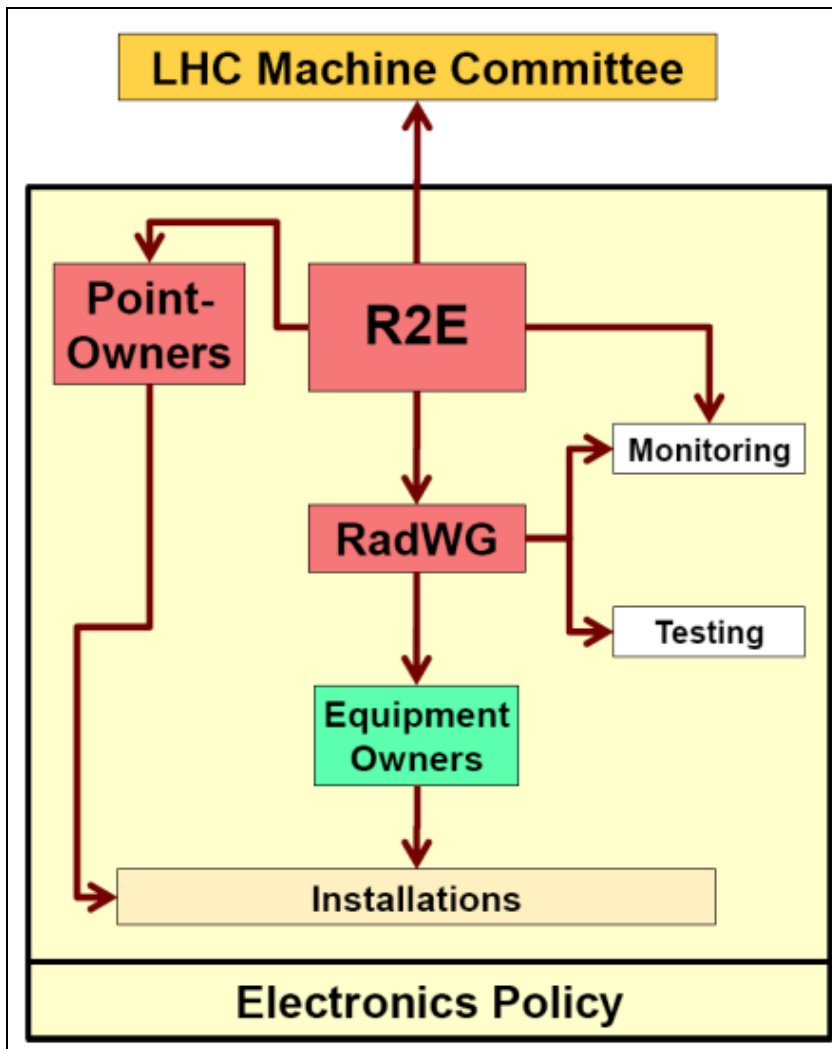 LHC Machine Committee
Point-
Owners
R2E
Monitoring
RadWG
Testing
Equipment
Owners
Installations
Electronics Policy